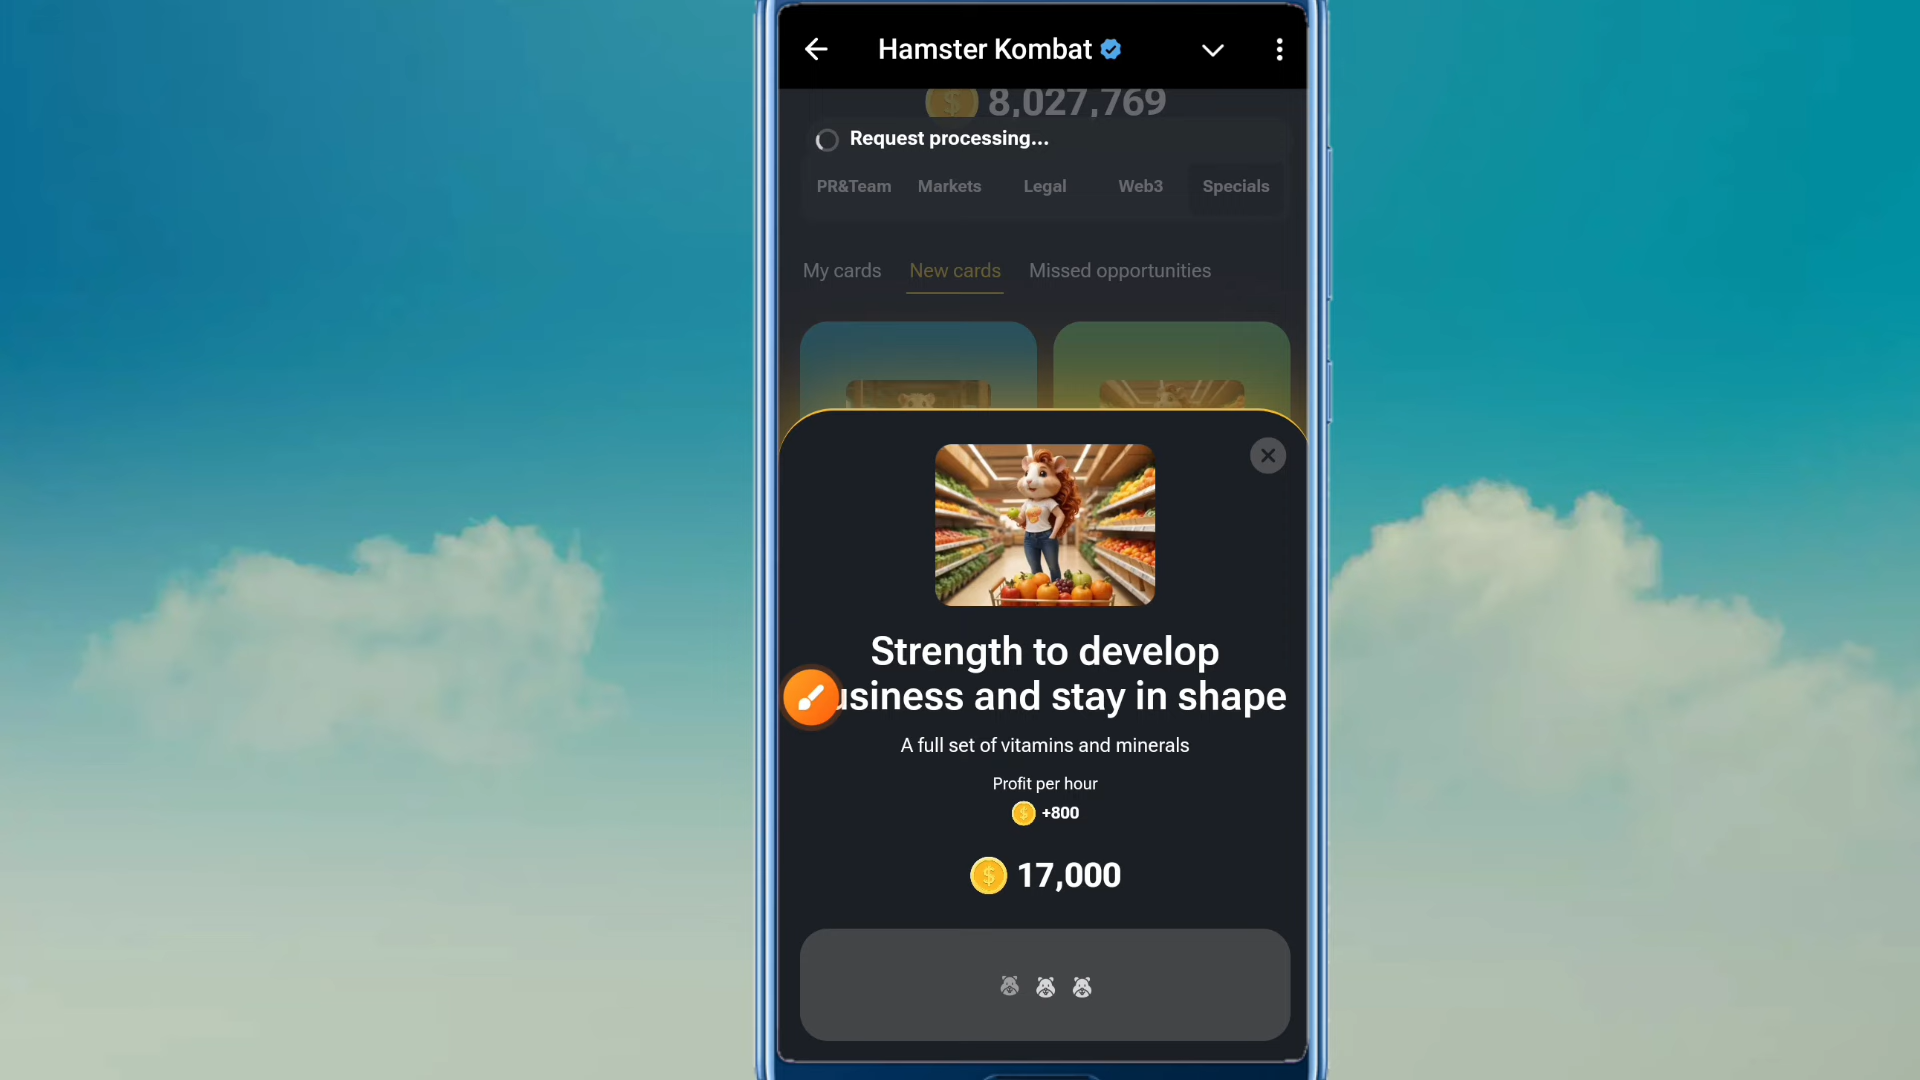 Hamster Kombat
8,027,769
Request processing...
PR&Team Markets Legal Web3 Specials
My cards New cards Missed opportunities
Strength to develop
usiness and stay in shape
A full set of vitamins and minerals
Profit per hour
+800
17,000